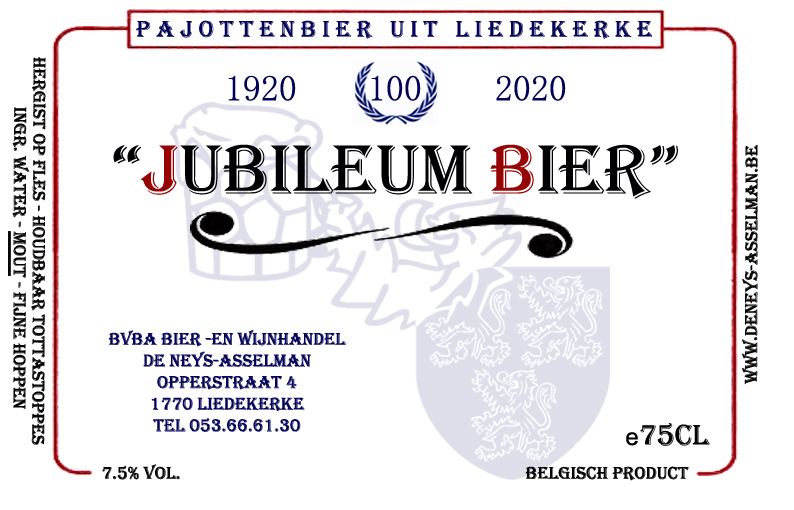 PAJOTTENBIER UIT LIEDEKERKE
1920 100 2020
“JUBILEUM BIER”
HERGIST OP FLES - HOUDBAAR TOTTASTOPPES
INGR. WATER - MOUT - FIJNE HOPPEN
WWW.DENEYS-ASSELMAN.BE
BVBA BIER -EN WIJNHANDEL
DE NEYS-ASSELMAN
OPPERSTRAAT 4
1770 LIEDEKERKE
TEL 053.66.61.30
e75CL
7.5% VOL.
BELGISCH PRODUCT